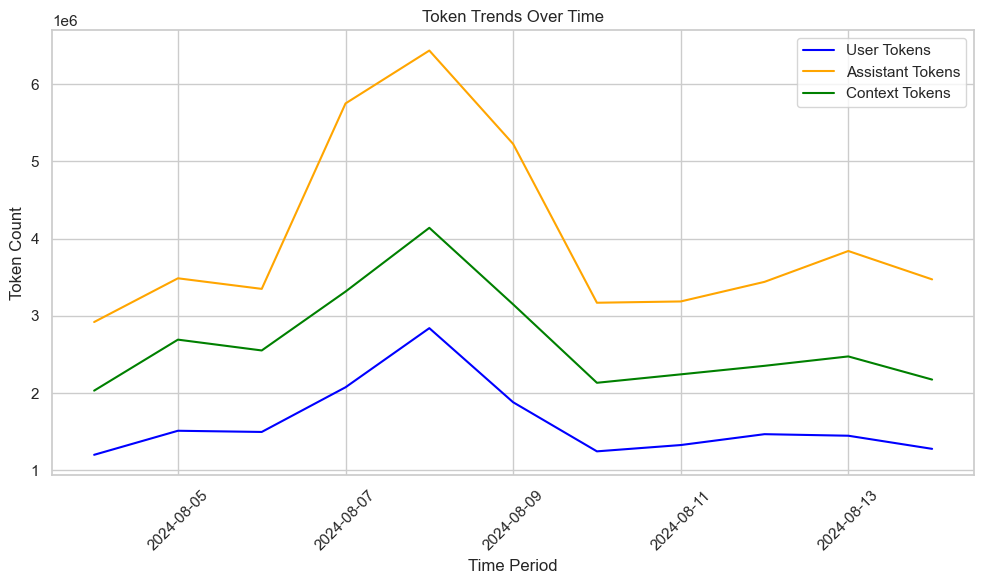 Token Trends Over Time
1e6
User Tokens
Assistant Tokens
Context Tokens
6
5
4
3
2
1
Token Count
2024-08-05
2024-08-07
2024-08-09
2024-08-11
2024-08-13
Time Period